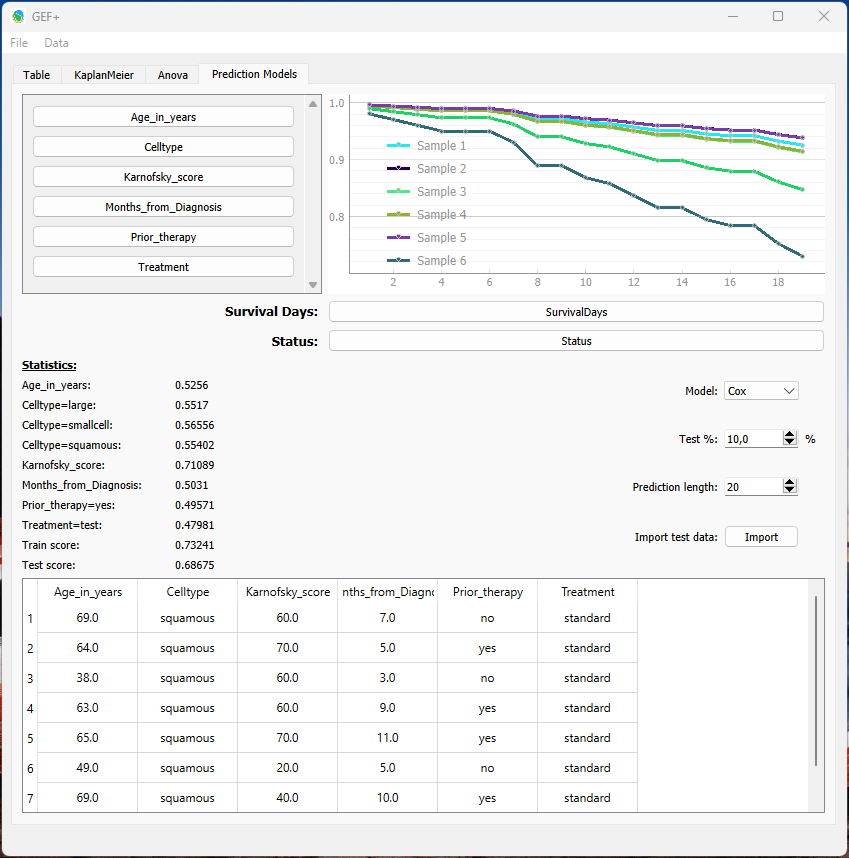 GEF+
File Data
Table KaplanMeier Anova Prediction Models
Age_in_years
Celltype
Karnofsky_score
Months_from_Diagnosis
Prior_therapy
Treatment
1.0
0.9
0.8
Sample 1
Sample 2
Sample 3
Sample 4
Sample 5
Sample 6
2 4 6 8 10 12 14 16 18
Survival Days: SurvivalDays
Status: Status
Statistics:
Age_in_years: 0.5256
Celltype=large: 0.5517
Celltype=smallcell: 0.56556
Celltype=squamous: 0.55402
Karnofsky_score: 0.71089
Months_from_Diagnosis: 0.5031
Prior_therapy=yes: 0.49571
Treatment=test: 0.47981
Train score: 0.73241
Test score: 0.68675
Model: Cox
Test %: 10,0 %
Prediction length: 20
Import test data: Import
Age_in_years Celltype Karnofsky_score nths_from_Diagno Prior_therapy Treatment
1 69.0 squamous 60.0 7.0 no standard
2 64.0 squamous 70.0 5.0 yes standard
3 38.0 squamous 60.0 3.0 no standard
4 63.0 squamous 60.0 9.0 yes standard
5 65.0 squamous 70.0 11.0 yes standard
6 49.0 squamous 20.0 5.0 no standard
7 69.0 squamous 40.0 10.0 yes standard